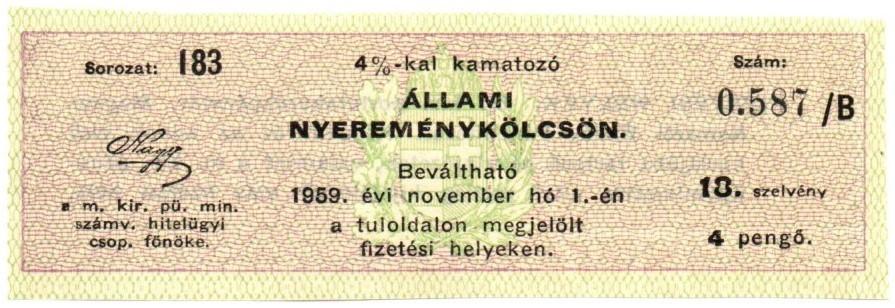 Sorozat: 183
4%-kal kamatozó
Szám:
0.587/B
ÁLLAMI
NYEREMÉNYKÖLCSÖN.
Nagy
a m. kir. pü. min.
számv. hitelügyi
csop. főnöke.
Beváltható
1959. évi november hó 1.-én
a tuloldalon megjelölt
fizetési helyeken.
18. szelvény
4 pengő.